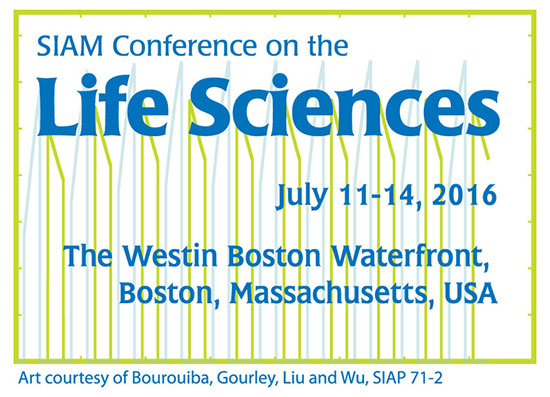 SIAM Conference on the
Life Sciences
July 11-14, 2016
The Westin Boston Waterfront,
Boston, Massachusetts, USA
Art courtesy of Bourouiba, Gourley, Liu and Wu, SIAP 71-2